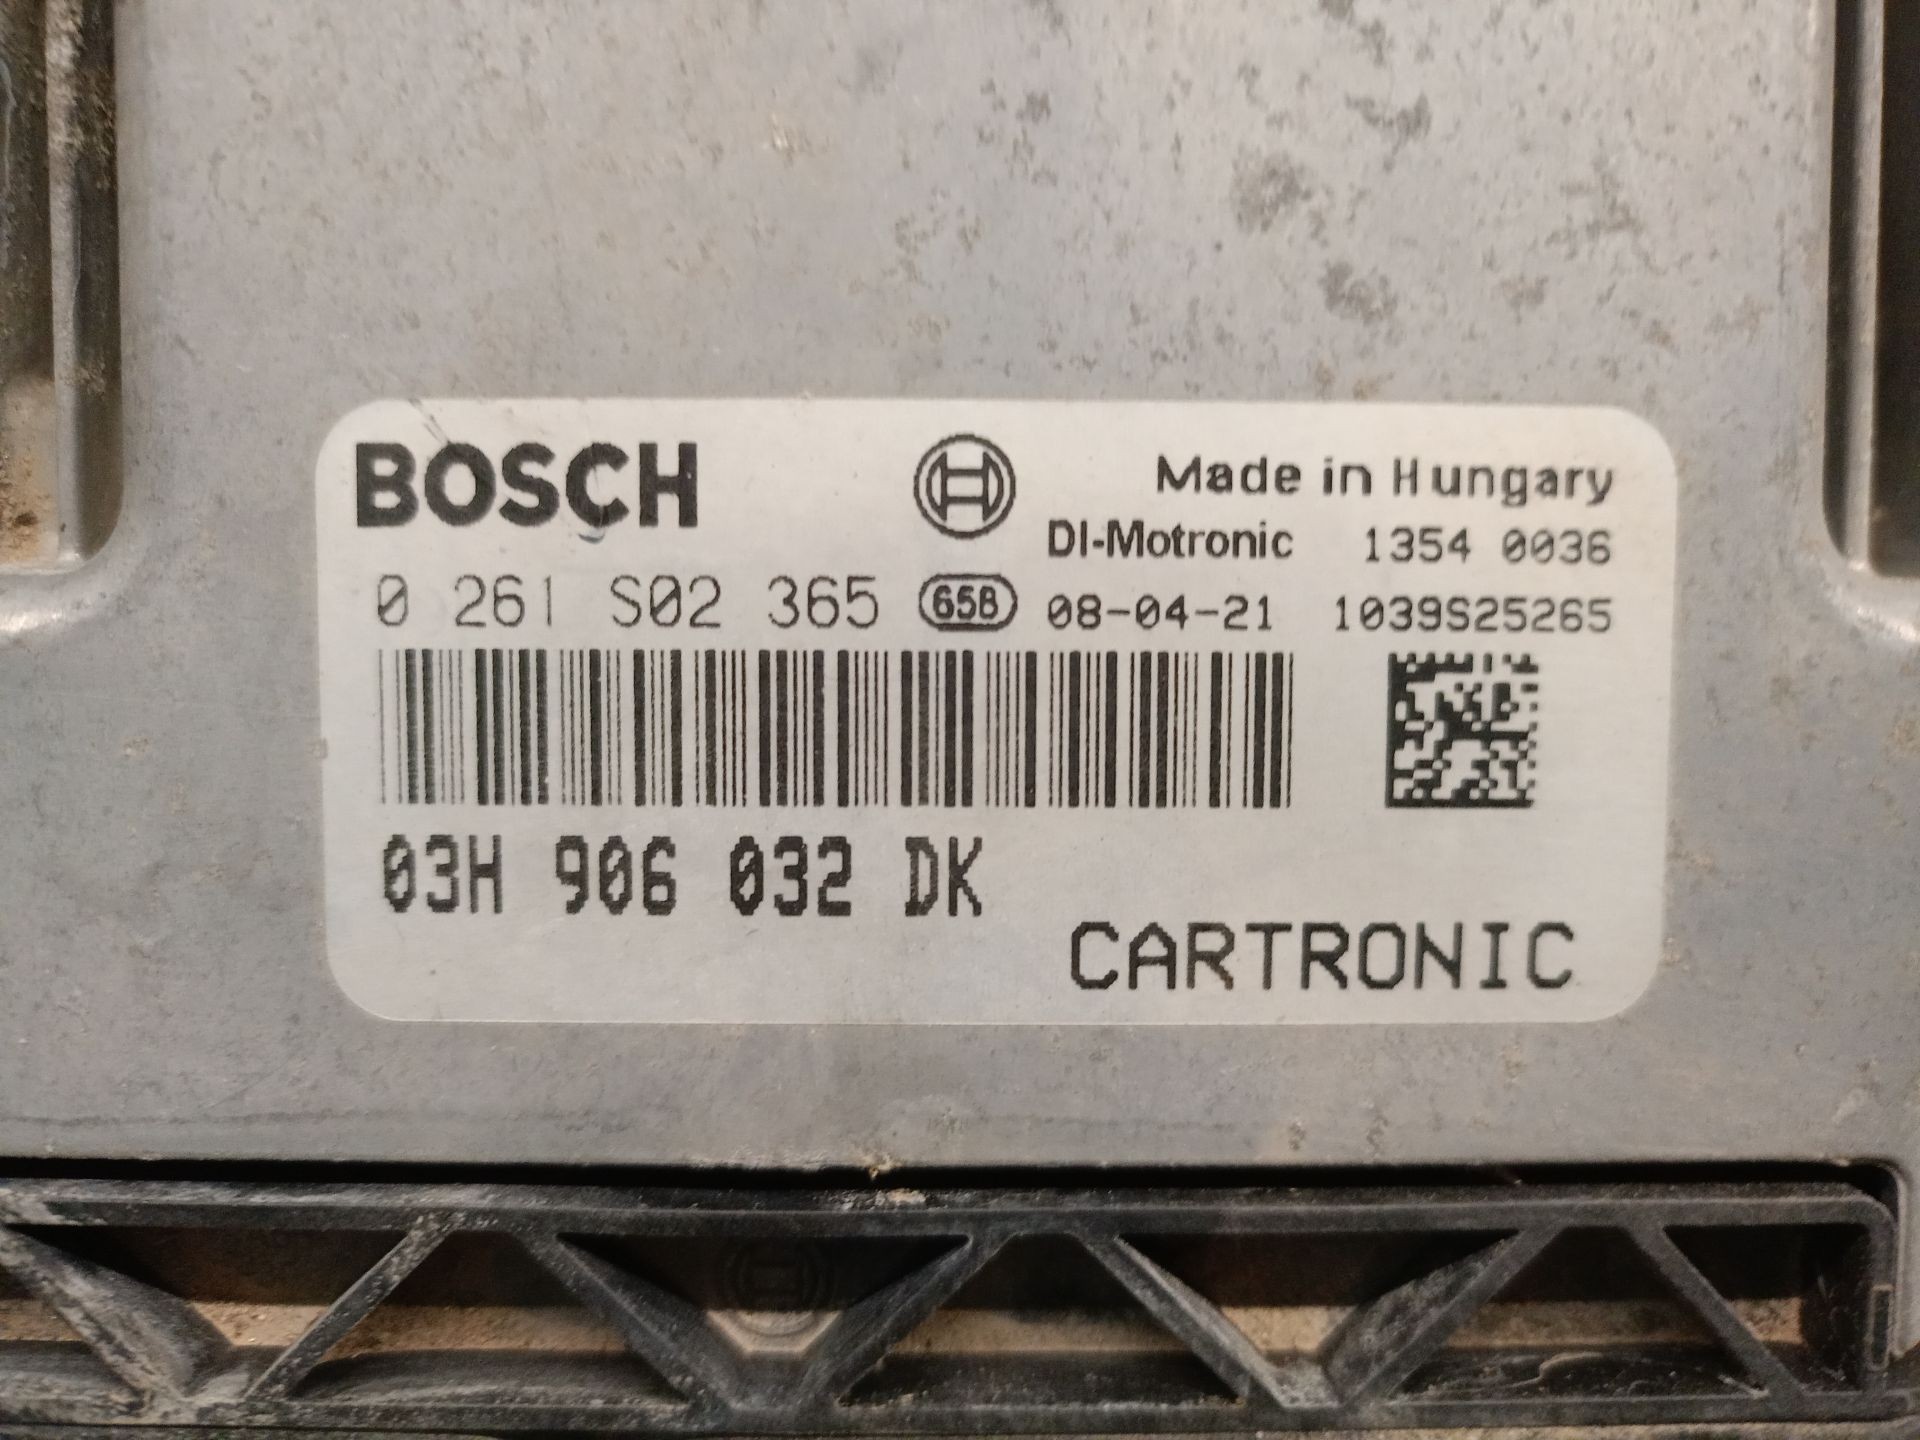 BOSCH
Made in Hungary
DI-Motronic 1354 0036
0 261 S02 365 658 08-04-21 1039S25265
03H 906 032 DK
CARTRONIC